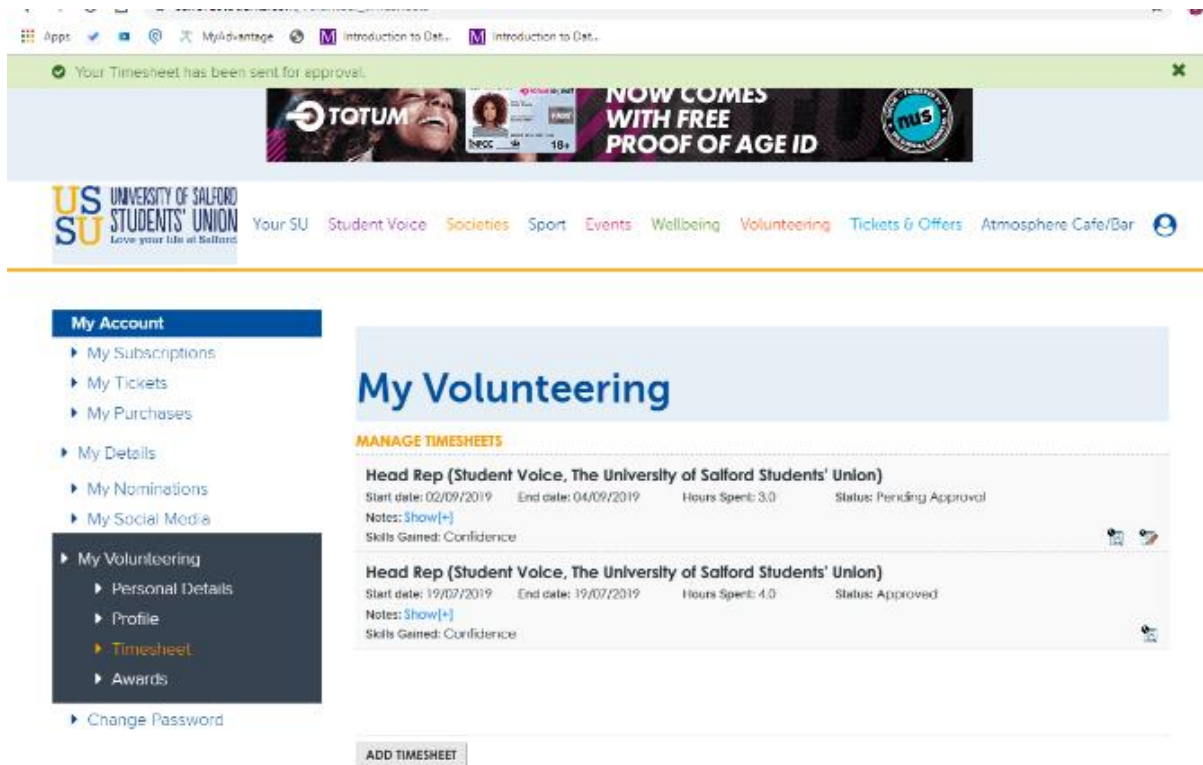 Apps MyAdvantage Introduction to Dat... Introduction to Dat...
Your Timesheet has been sent for approval.
TOTUM
NOW COMES
WITH FREE
PROOF OF AGE ID
18+
nus
USSU UNIVERSITY OF SALFORD
STUDENTS' UNION
Love your life at Salford
Your SU Student Voice Societies Sport Events Wellbeing Volunteering Tickets & Offers Atmosphere Cafe/Bar
My Account
My Subscriptions
My Tickets
My Purchases
My Details
My Nominations
My Social Media
My Volunteering
Personal Details
Profile
Timesheet
Awards
Change Password
My Volunteering
MANAGE TIMESHEETS
Head Rep (Student Voice, The University of Salford Students' Union)
Start date: 02/09/2019 End date: 04/09/2019 Hours Spent: 3.0 Status: Pending Approval
Notes: Show[+]
Skills Gained: Confidence
Head Rep (Student Voice, The University of Salford Students' Union)
Start date: 19/07/2019 End date: 19/07/2019 Hours Spent: 4.0 Status: Approved
Notes: Show[+]
Skills Gained: Confidence
ADD TIMESHEET